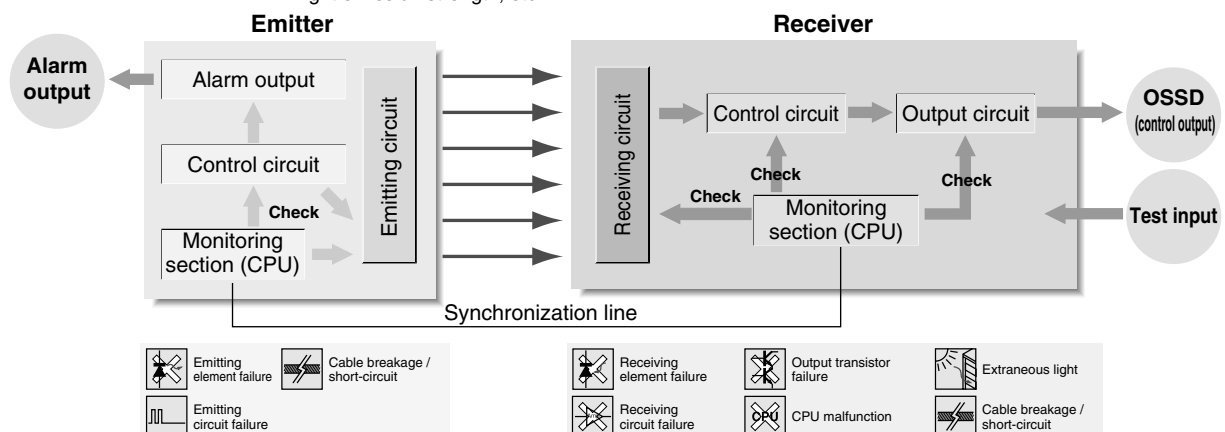 Emitter
Receiver
Alarm
output
Alarm output
Control circuit
Check
Monitoring
section (CPU)
Emitting circuit
Receiving circuit
Control circuit
Output circuit
Check
Check
Check
Monitoring
section (CPU)
OSSD
(control output)
Test input
Synchronization line
Emitting
element failure
Cable breakage /
short-circuit
Emitting
circuit failure
Receiving
element failure
Output transistor
failure
Extraneous light
Receiving
circuit failure
CPU
CPU malfunction
Cable breakage /
short-circuit